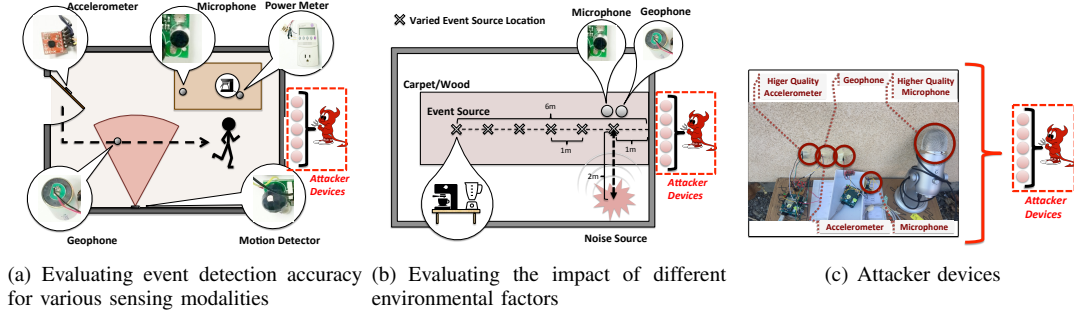 Accelerometer
Microphone
Power Meter
Geophone
Motion Detector
Attacker
Devices
(a) Evaluating event detection accuracy
for various sensing modalities
Varied Event Source Location
Microphone
Geophone
Carpet/Wood
Event Source
6m
1m
1m
2m
Noise Source
Attacker
Devices
(b) Evaluating the impact of different
environmental factors
Higer Quality
Accelerometer
Geophone
Higher Quality
Microphone
Accelerometer
Microphone
Attacker
Devices
(c) Attacker devices